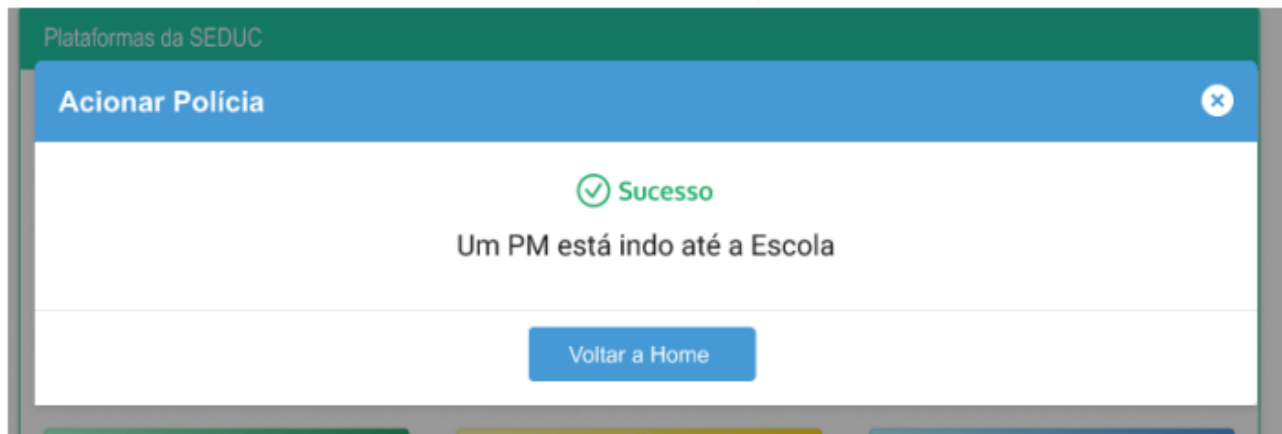 Plataformas da SEDUC
Acionar Polícia
Sucesso
Um PM está indo até a Escola
Voltar a Home